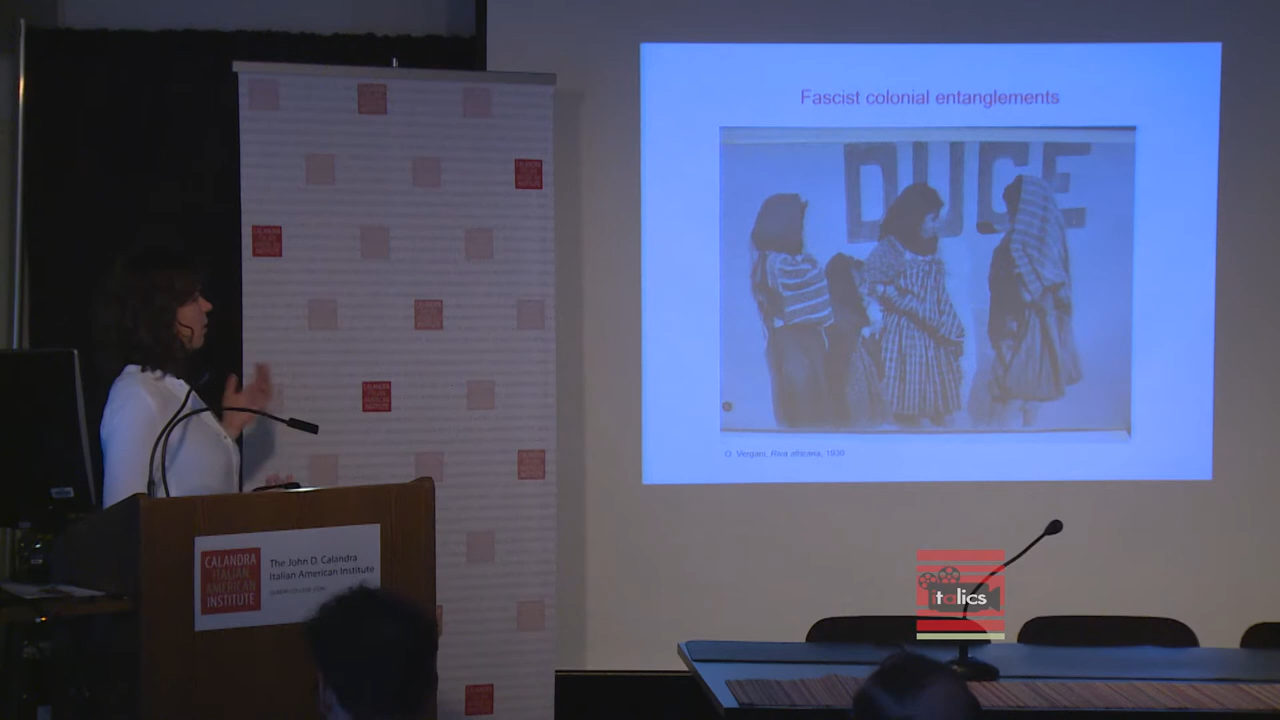 Fascist colonial entanglements
DUCE
O. Vergani, Riva africana, 1930
CALANDRA
ITALIAN
AMERICAN
INSTITUTE
The John D. Calandra
Italian American Institute
italics